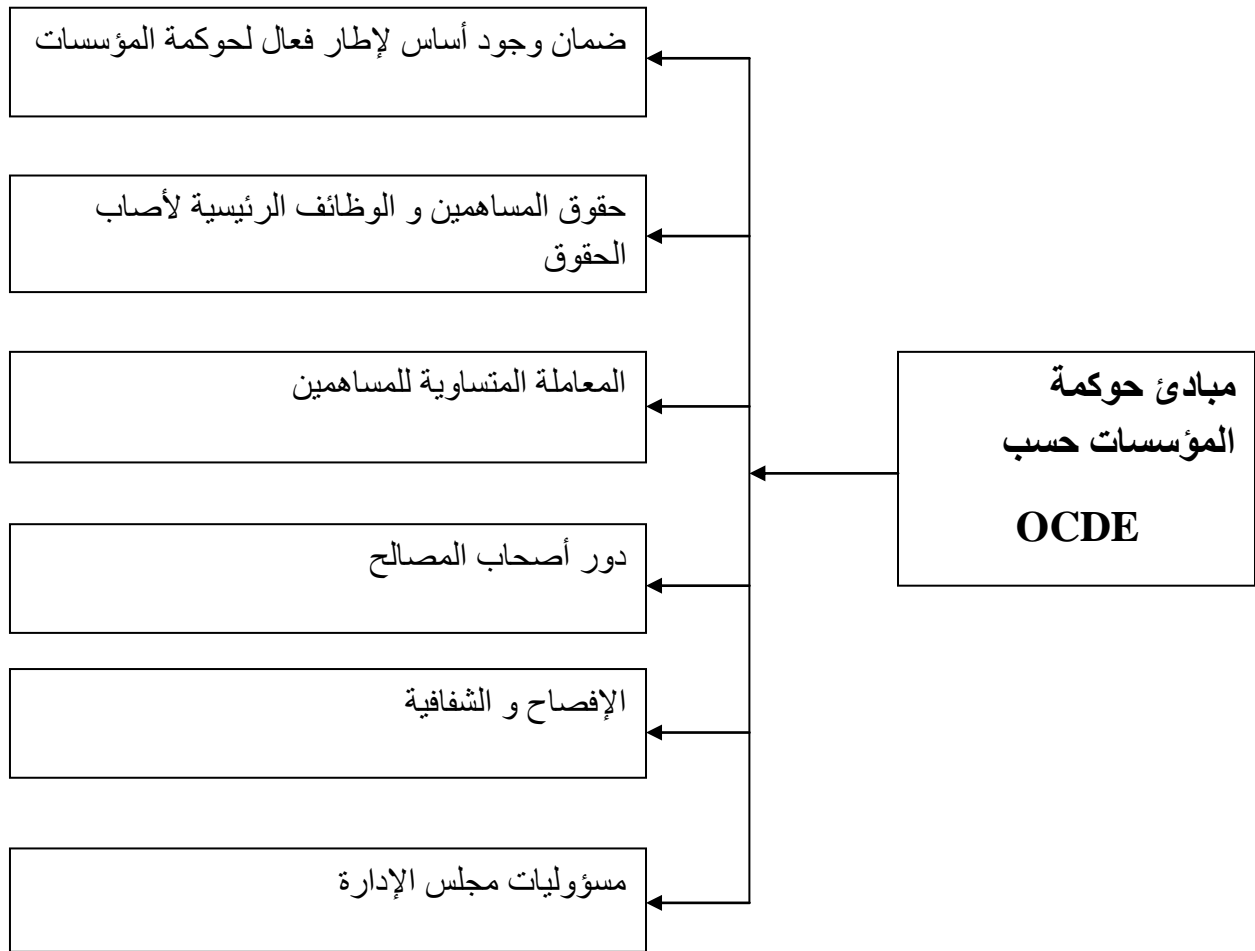 ضمان وجود أساس لإطار فعال لحوكمة المؤسسات
حقوق المساهمين و الوظائف الرئيسية لأصاب
الحقوق
المعاملة المتساوية للمساهمين
مبادئ حوكمة
المؤسسات حسب
OCDE
دور أصحاب المصالح
الإفصاح و الشفافية
مسؤوليات مجلس الإدارة